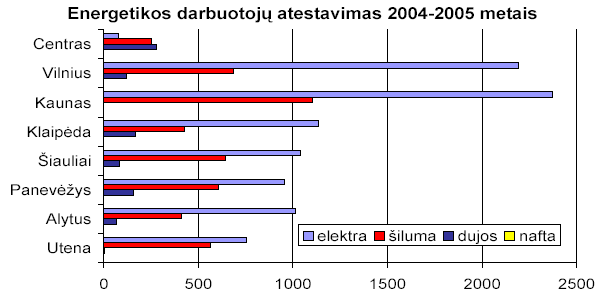 Energetikos darbuotojų atestavimas 2004-2005 metais
Centras
Vilnius
Kaunas
Klaipėda
Šiauliai
Panevėžys
Alytus
Utena
elektra šiluma dujos nafta
0 500 1000 1500 2000 2500